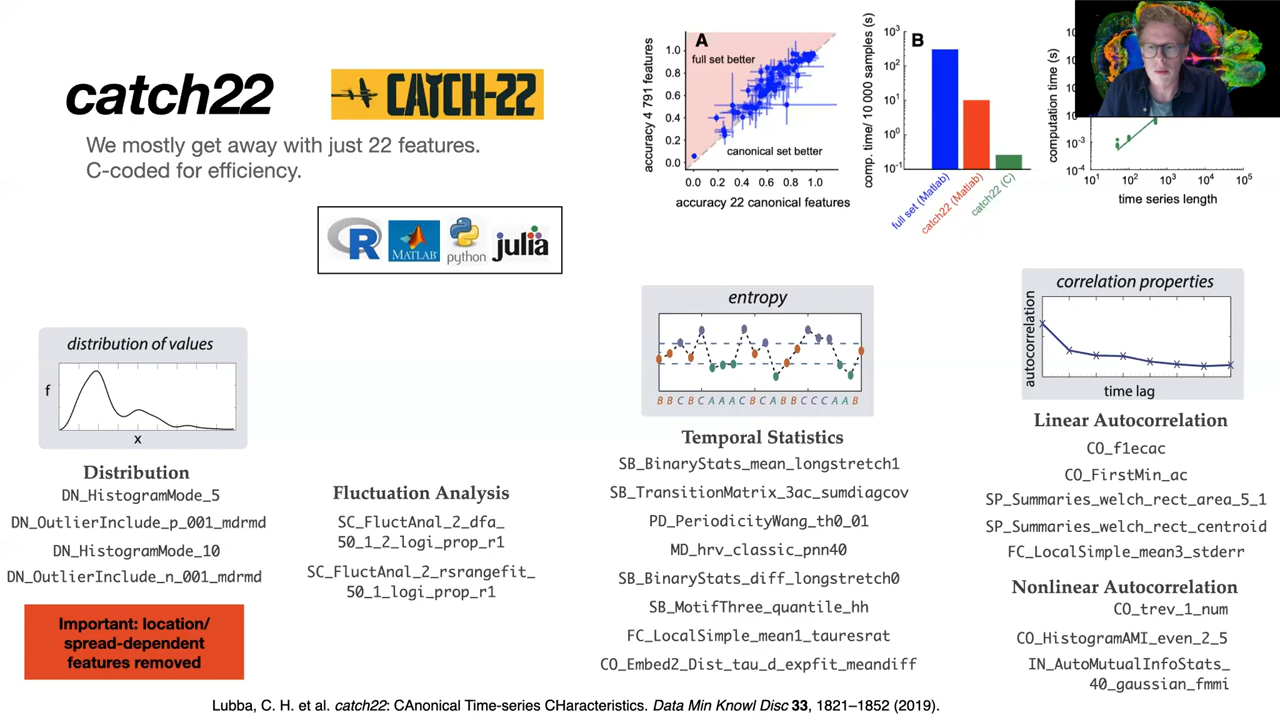 catch22
CATCH-22
We mostly get away with just 22 features.
C-coded for efficiency.
R
MATLAB
python
julia
A
full set better
canonical set better
accuracy 4 791 features
1.0
0.8
0.6
0.4
0.2
0.0
0.0 0.2 0.4 0.6 0.8 1.0
accuracy 22 canonical features
B
comp. time/ 10 000 samples (s)
10³
10²
10¹
10⁰
10⁻¹
full set (Matlab)
catch22 (Matlab)
catch22 (C)
computation time (s)
10⁻³
10⁻⁴
10¹ 10² 10³ 10⁴ 10⁵
time series length
distribution of values
f
x
Distribution
DN_HistogramMode_5
DN_OutlierInclude_p_001_mdrmd
DN_HistogramMode_10
DN_OutlierInclude_n_001_mdrmd
Important: location/
spread-dependent
features removed
Fluctuation Analysis
SC_FluctAnal_2_dfa_
50_1_2_logi_prop_r1
SC_FluctAnal_2_rsrangefit_
50_1_logi_prop_r1
entropy
B B C B C A A A C B C A B B C C C A A B
Temporal Statistics
SB_BinaryStats_mean_longstretch1
SB_TransitionMatrix_3ac_sumdiagcov
PD_PeriodicityWang_th0_01
MD_hrv_classic_pnn40
SB_BinaryStats_diff_longstretch0
SB_MotifThree_quantile_hh
FC_LocalSimple_mean1_tauresrat
CO_Embed2_Dist_tau_d_expfit_meandiff
correlation properties
autocorrelation
time lag
Linear Autocorrelation
CO_f1ecac
CO_FirstMin_ac
SP_Summaries_welch_rect_area_5_1
SP_Summaries_welch_rect_centroid
FC_LocalSimple_mean3_stderr
Nonlinear Autocorrelation
CO_trev_1_num
CO_HistogramAMI_even_2_5
IN_AutoMutualInfoStats_
40_gaussian_fmmi
Lubba, C. H. et al. catch22: CAnonical Time-series CHaracteristics. Data Min Knowl Disc 33, 1821–1852 (2019).